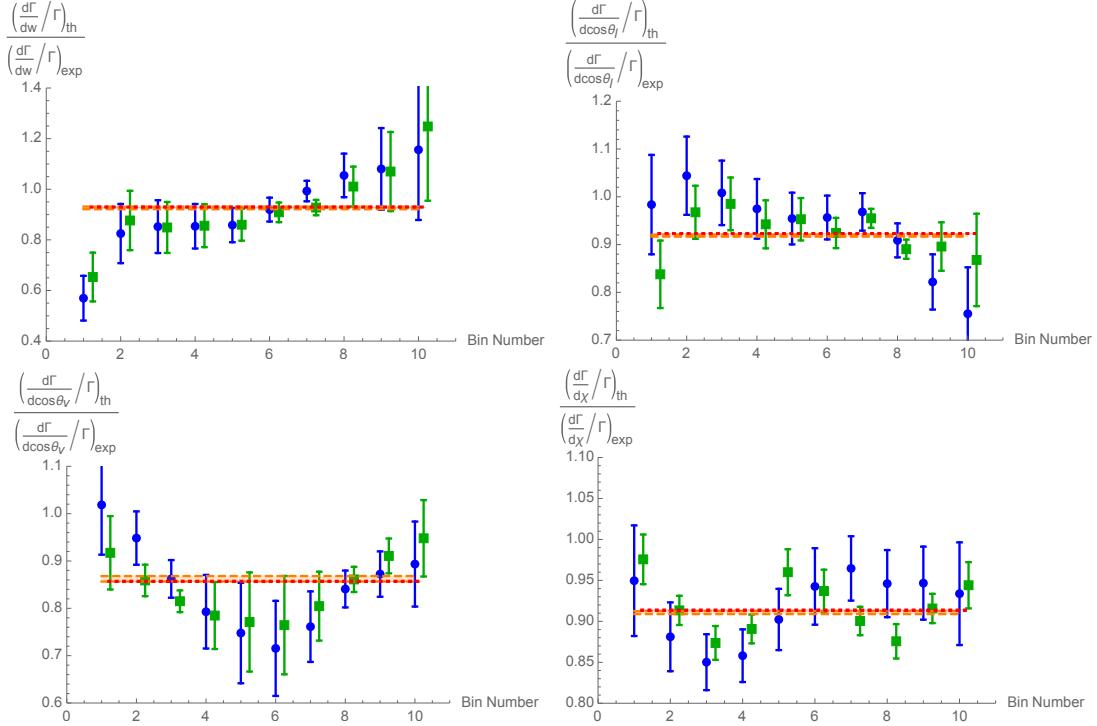 (dΓ/dw /Γ)th
(dΓ/dw /Γ)exp
1.4
1.2
1.0
0.8
0.6
0.4
0 2 4 6 8 10 Bin Number
(dΓ/dcosθl /Γ)th
(dΓ/dcosθl /Γ)exp
1.2
1.1
1.0
0.9
0.8
0.7
0 2 4 6 8 10 Bin Number
(dΓ/dcosθv /Γ)th
(dΓ/dcosθv /Γ)exp
1.1
1.0
0.9
0.8
0.7
0.6
0 2 4 6 8 10 Bin Number
(dΓ/dχ /Γ)th
(dΓ/dχ /Γ)exp
1.10
1.05
1.00
0.95
0.90
0.85
0.80
0 2 4 6 8 10 Bin Number